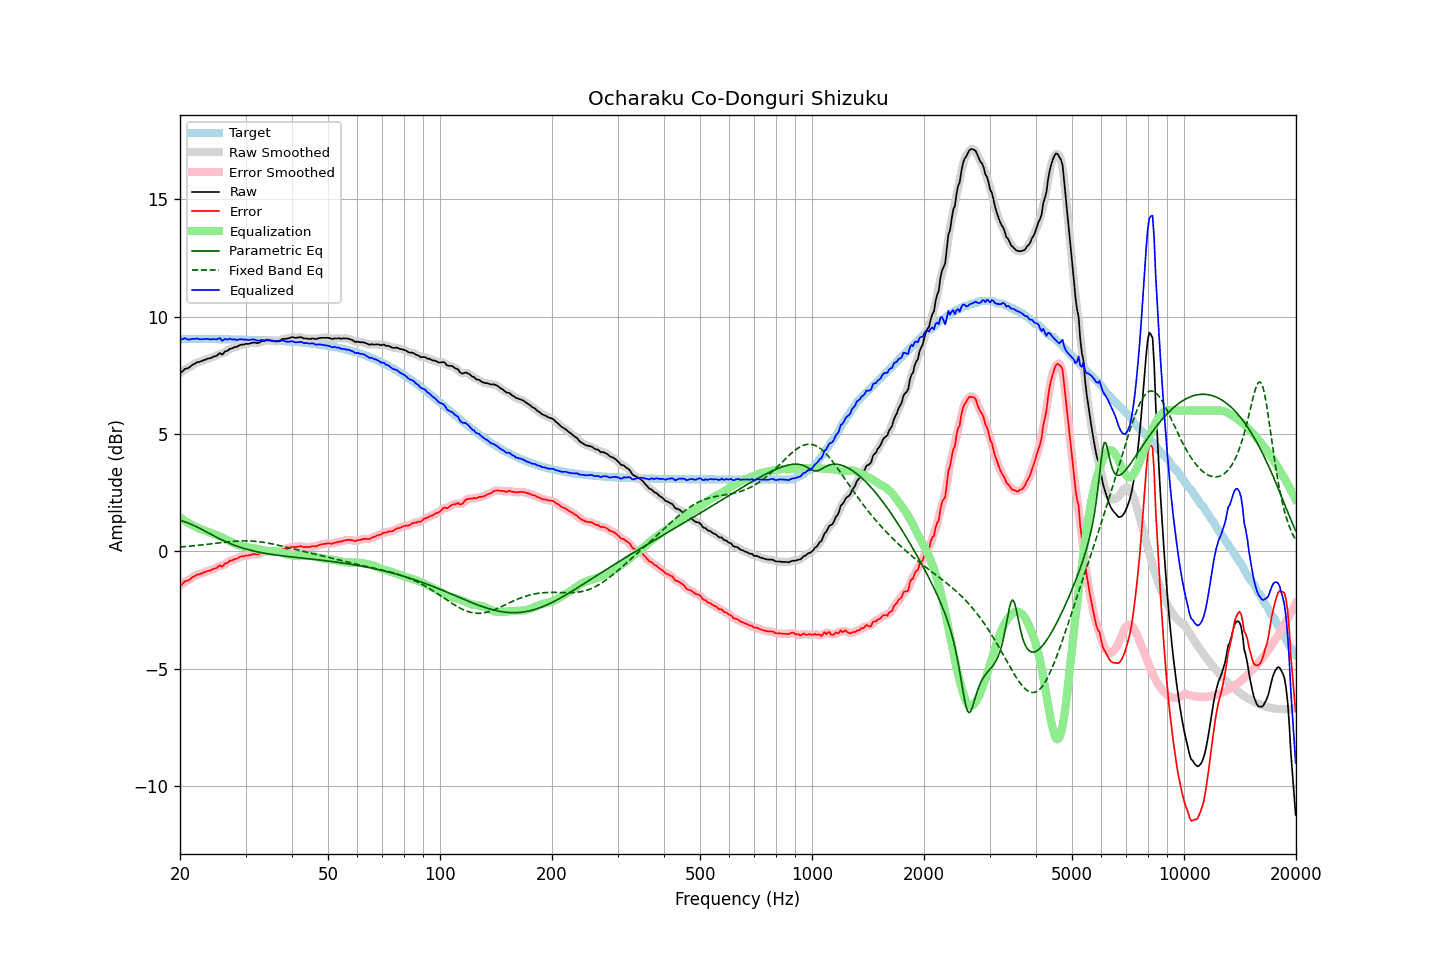 Ocharaku Co-Donguri Shizuku
Target
Raw Smoothed
Error Smoothed
Raw
Error
Equalization
Parametric Eq
Fixed Band Eq
Equalized
Amplitude (dBr)
15
10
5
0
−5
−10
20
50
100
200
500
1000
2000
5000
10000
20000
Frequency (Hz)